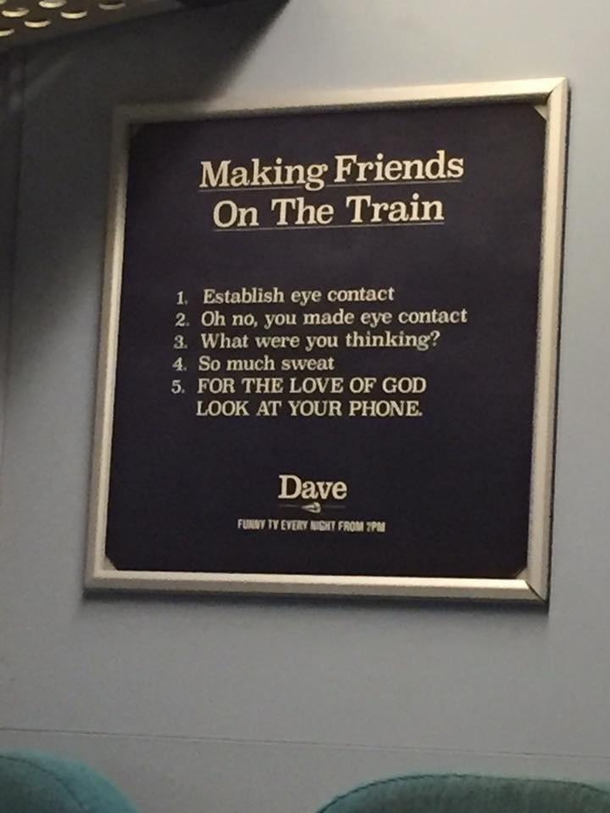 Making Friends
On The Train
1. Establish eye contact
2. Oh no, you made eye contact
3. What were you thinking?
4. So much sweat
5. FOR THE LOVE OF GOD
LOOK AT YOUR PHONE.
Dave
FUNNY TV EVERY NIGHT FROM 7PM